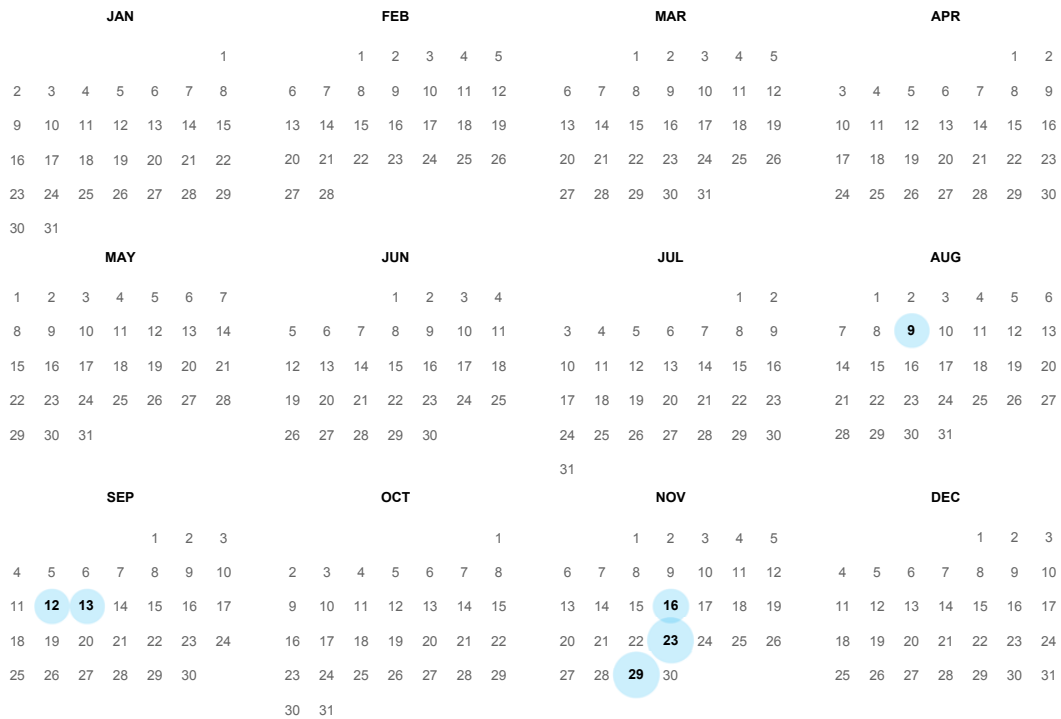 JAN FEB MAR APR
1 1 2 3 4 5 1 2 3 4 5 1 2
2 3 4 5 6 7 8 6 7 8 9 10 11 12 6 7 8 9 10 11 12 3 4 5 6 7 8 9
9 10 11 12 13 14 15 13 14 15 16 17 18 19 13 14 15 16 17 18 19 10 11 12 13 14 15 16
16 17 18 19 20 21 22 20 21 22 23 24 25 26 20 21 22 23 24 25 26 17 18 19 20 21 22 23
23 24 25 26 27 28 29 27 28 27 28 29 30 31 24 25 26 27 28 29 30
30 31
MAY JUN JUL AUG
1 2 3 4 5 6 7 1 2 3 4 1 2 1 2 3 4 5 6
8 9 10 11 12 13 14 5 6 7 8 9 10 11 3 4 5 6 7 8 9 7 8 9 10 11 12 13
15 16 17 18 19 20 21 12 13 14 15 16 17 18 10 11 12 13 14 15 16 14 15 16 17 18 19 20
22 23 24 25 26 27 28 19 20 21 22 23 24 25 17 18 19 20 21 22 23 21 22 23 24 25 26 27
29 30 31 26 27 28 29 30 24 25 26 27 28 29 30 28 29 30 31
31
SEP OCT NOV DEC
1 2 3 1 1 2 3 4 5 1 2 3
4 5 6 7 8 9 10 2 3 4 5 6 7 8 6 7 8 9 10 11 12 4 5 6 7 8 9 10
11 12 13 14 15 16 17 9 10 11 12 13 14 15 13 14 15 16 17 18 19 11 12 13 14 15 16 17
18 19 20 21 22 23 24 16 17 18 19 20 21 22 20 21 22 23 24 25 26 18 19 20 21 22 23 24
25 26 27 28 29 30 23 24 25 26 27 28 29 27 28 29 30 25 26 27 28 29 30 31
30 31